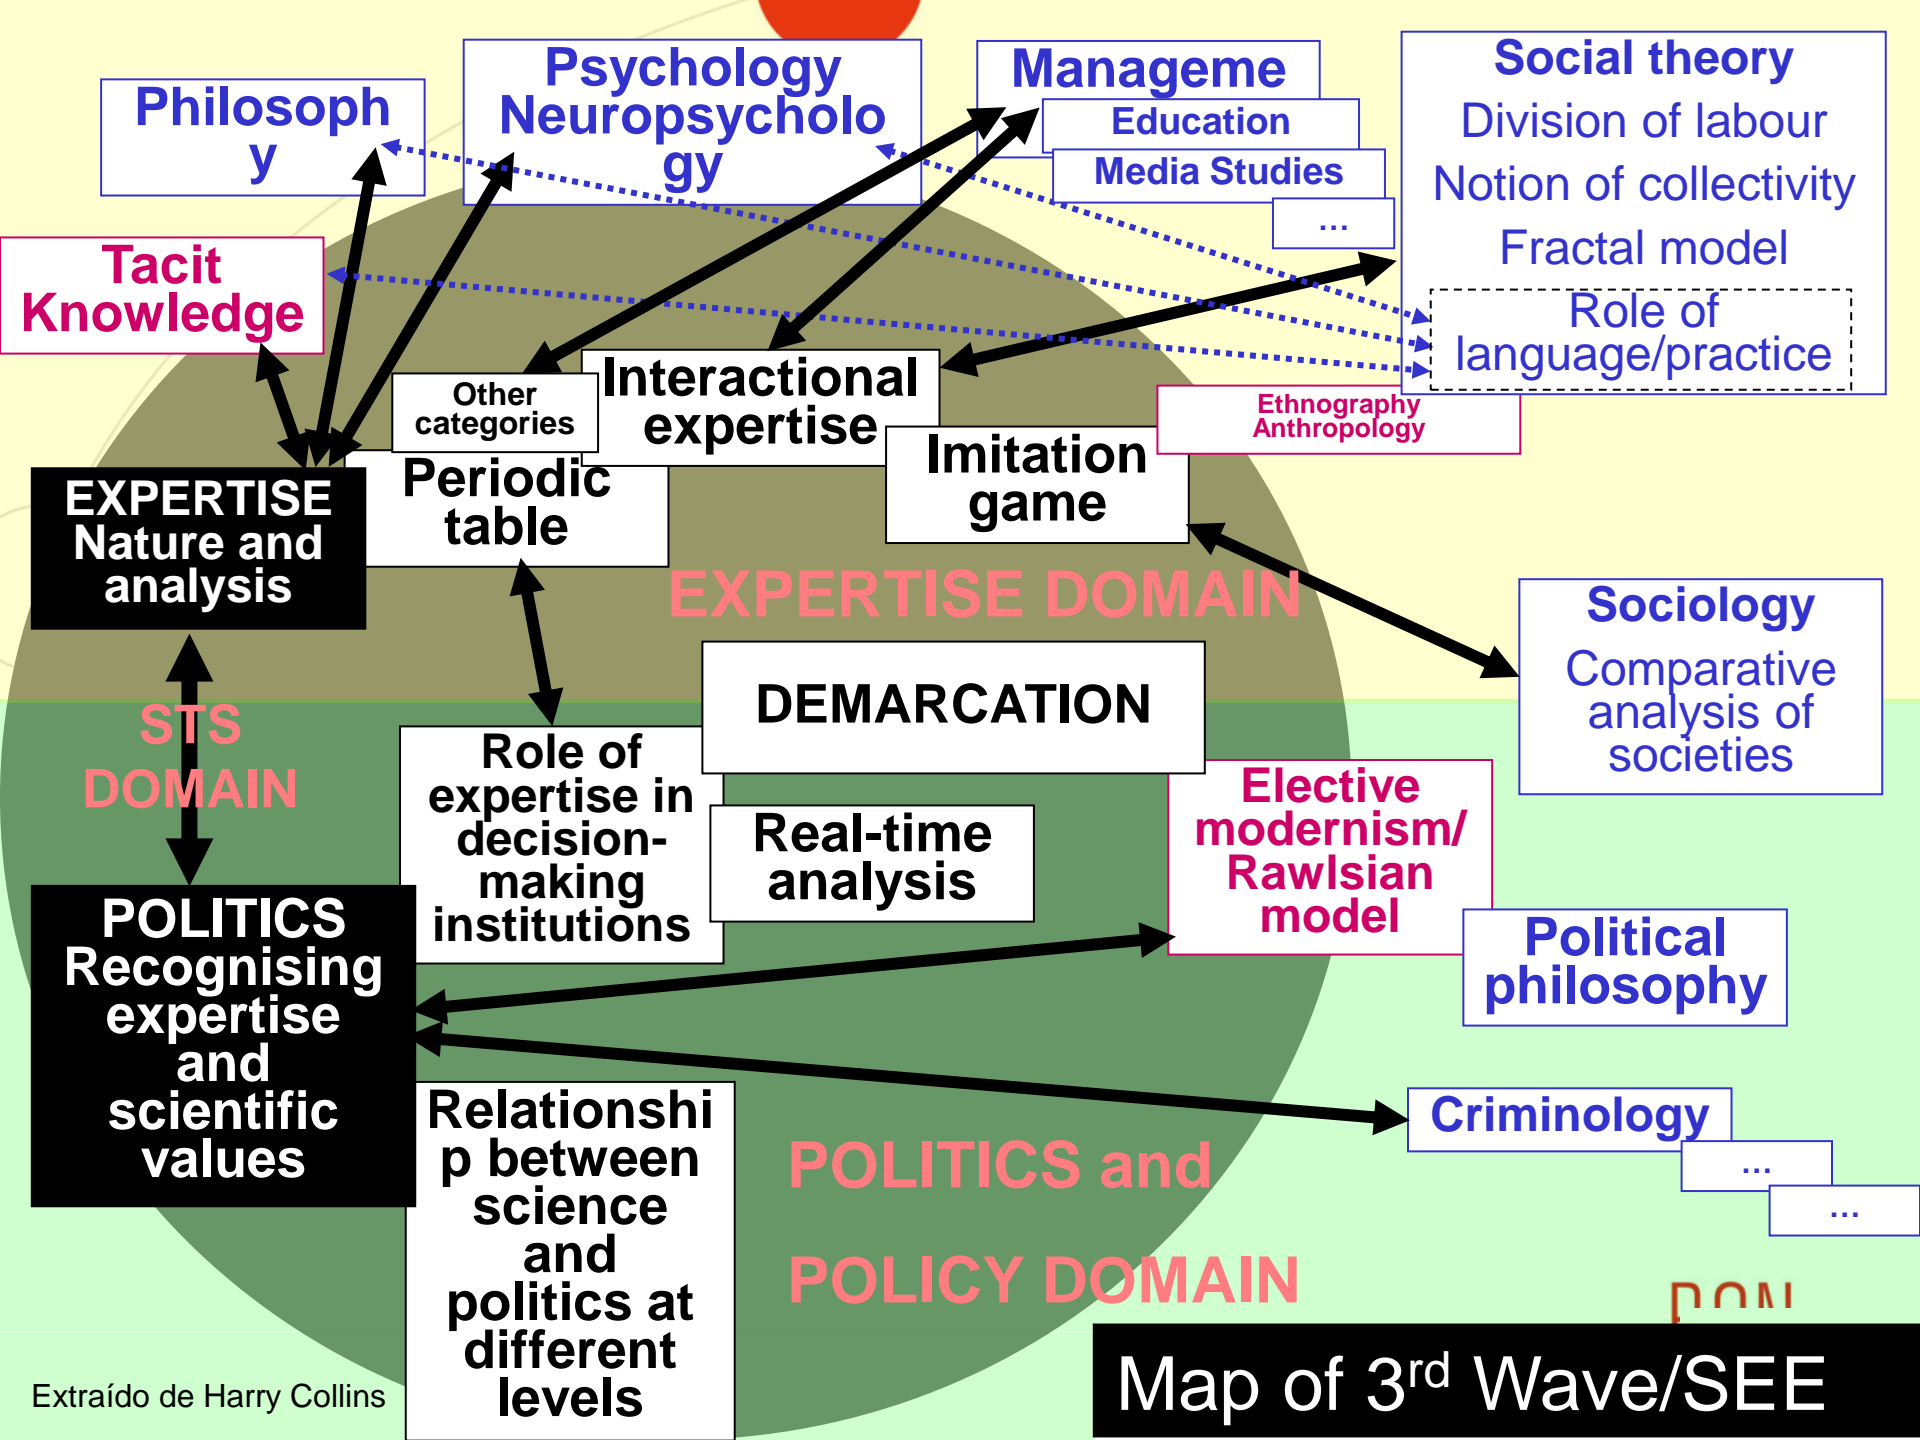 Philosoph
y
Psychology
Neuropsycholo
gy
Manageme
Education
Media Studies
...
Social theory
Division of labour
Notion of collectivity
Fractal model
Role of
language/practice
Tacit
Knowledge
Other
categories
Interactional
expertise
Ethnography
Anthropology
Imitation
game
Periodic
table
EXPERTISE
Nature and
analysis
EXPERTISE DOMAIN
Sociology
Comparative
analysis of
societies
DEMARCATION
STS
DOMAIN
Role of
expertise in
decision-
making
institutions
Real-time
analysis
Elective
modernism/
Rawlsian
model
Political
philosophy
POLITICS
Recognising
expertise
and
scientific
values
Relationshi
p between
science
and
politics at
different
levels
Criminology
...
...
POLITICS and
POLICY DOMAIN
Map of 3rd Wave/SEE
Extraído de Harry Collins